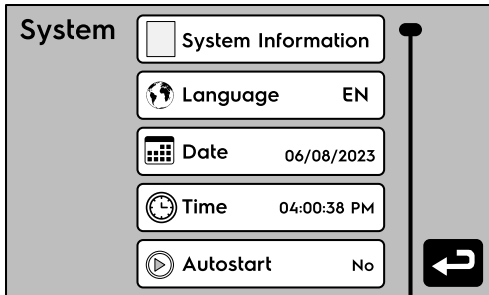 System
System Information
Language EN
Date 06/08/2023
Time 04:00:38 PM
Autostart No